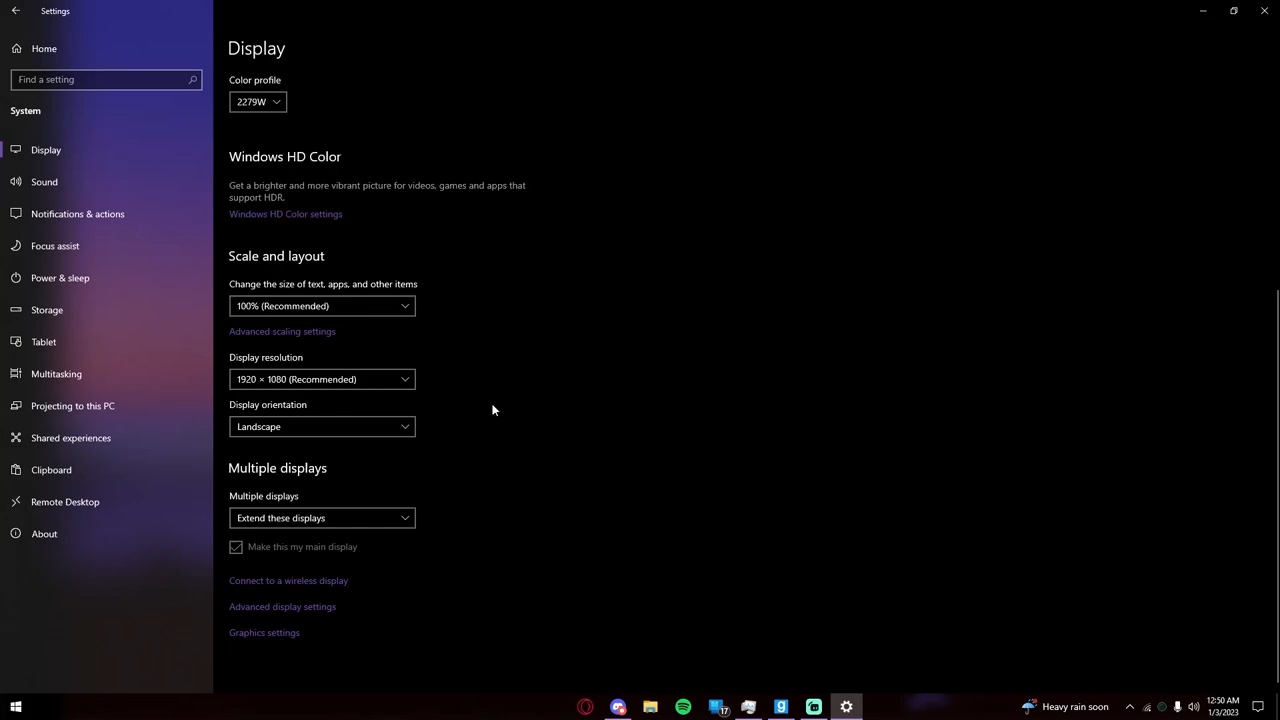 Settings
Home
Find a setting
System
Display
Sound
Notifications & actions
Focus assist
Power & sleep
Storage
Tablet
Multitasking
Projecting to this PC
Shared experiences
Clipboard
Remote Desktop
About
Display
Color profile
2279W
Windows HD Color
Get a brighter and more vibrant picture for videos, games and apps that
support HDR.
Windows HD Color settings
Scale and layout
Change the size of text, apps, and other items
100% (Recommended)
Advanced scaling settings
Display resolution
1920 × 1080 (Recommended)
Display orientation
Landscape
Multiple displays
Multiple displays
Extend these displays
Make this my main display
Connect to a wireless display
Advanced display settings
Graphics settings
17
g
Heavy rain soon
12:50 AM
1/3/2023